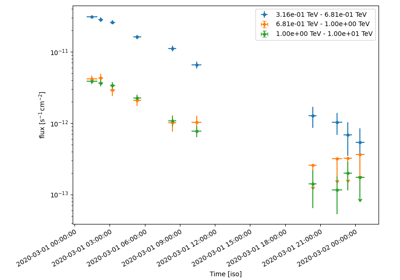 3.16e-01 TeV - 6.81e-01 TeV
6.81e-01 TeV - 1.00e+00 TeV
1.00e+00 TeV - 1.00e+01 TeV
10⁻¹¹
10⁻¹²
10⁻¹³
flux [s⁻¹cm⁻²]
2020-03-01 00:00:00
2020-03-01 03:00:00
2020-03-01 06:00:00
2020-03-01 09:00:00
2020-03-01 12:00:00
2020-03-01 15:00:00
2020-03-01 18:00:00
2020-03-01 21:00:00
2020-03-02 00:00:00
Time [iso]